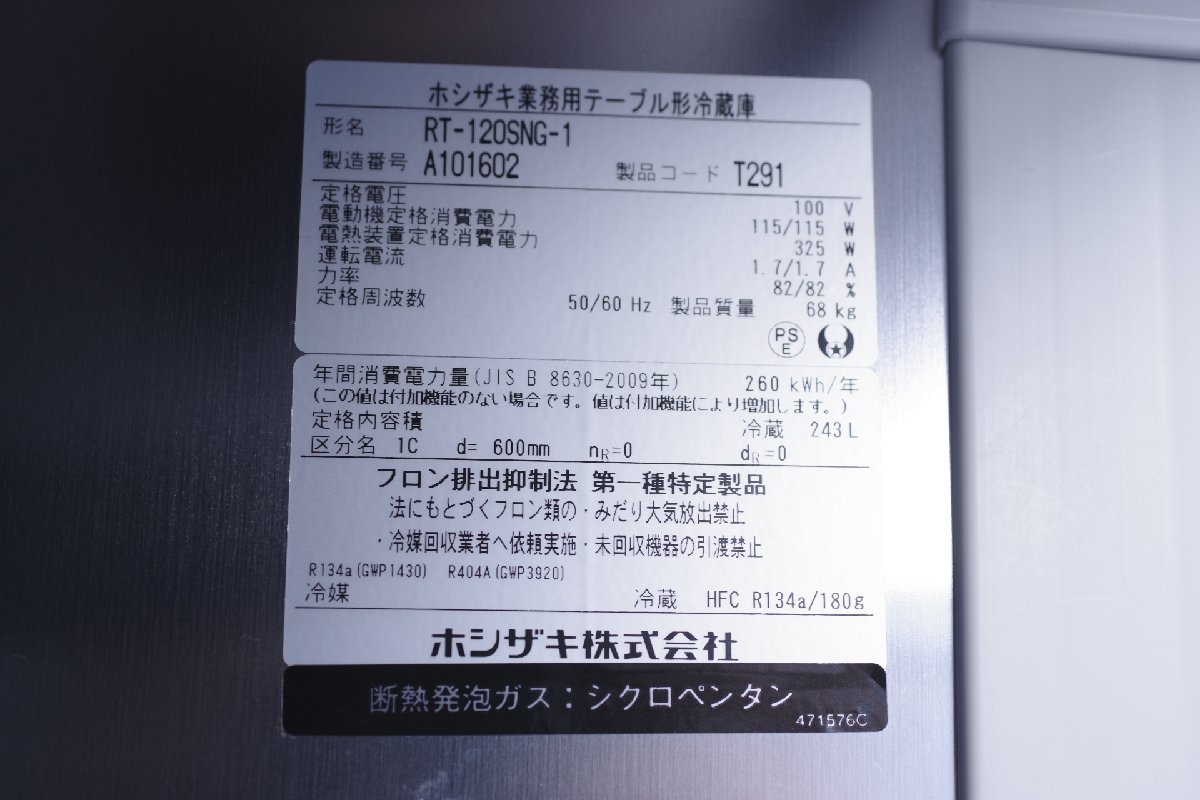 ホシザキ業務用テーブル形冷蔵庫
形名 RT-120SNG-1
製造番号 A101602 製品コード T291
定格電圧 100 V
電動機定格消費電力 115/115 W
電熱装置定格消費電力 325 W
運転電流 1.7/1.7 A
力率 82/82 %
定格周波数 50/60 Hz 製品質量 68 kg
PS
E
年間消費電力量(JIS B 8630-2009年) 260 kWh/年
(この値は付加機能のない場合です。値は付加機能により増加します。)
定格内容積 冷蔵 243L
区分名 1C d= 600mm nR=0 dR=0
フロン排出抑制法 第一種特定製品
法にもとづくフロン類の・みだり大気放出禁止
・冷媒回収業者へ依頼実施・未回収機器の引渡禁止
R134a(GWP1430) R404A(GWP3920)
冷媒 冷蔵 HFC R134a/180g
ホシザキ株式会社
断熱発泡ガス:シクロペンタン
471576C